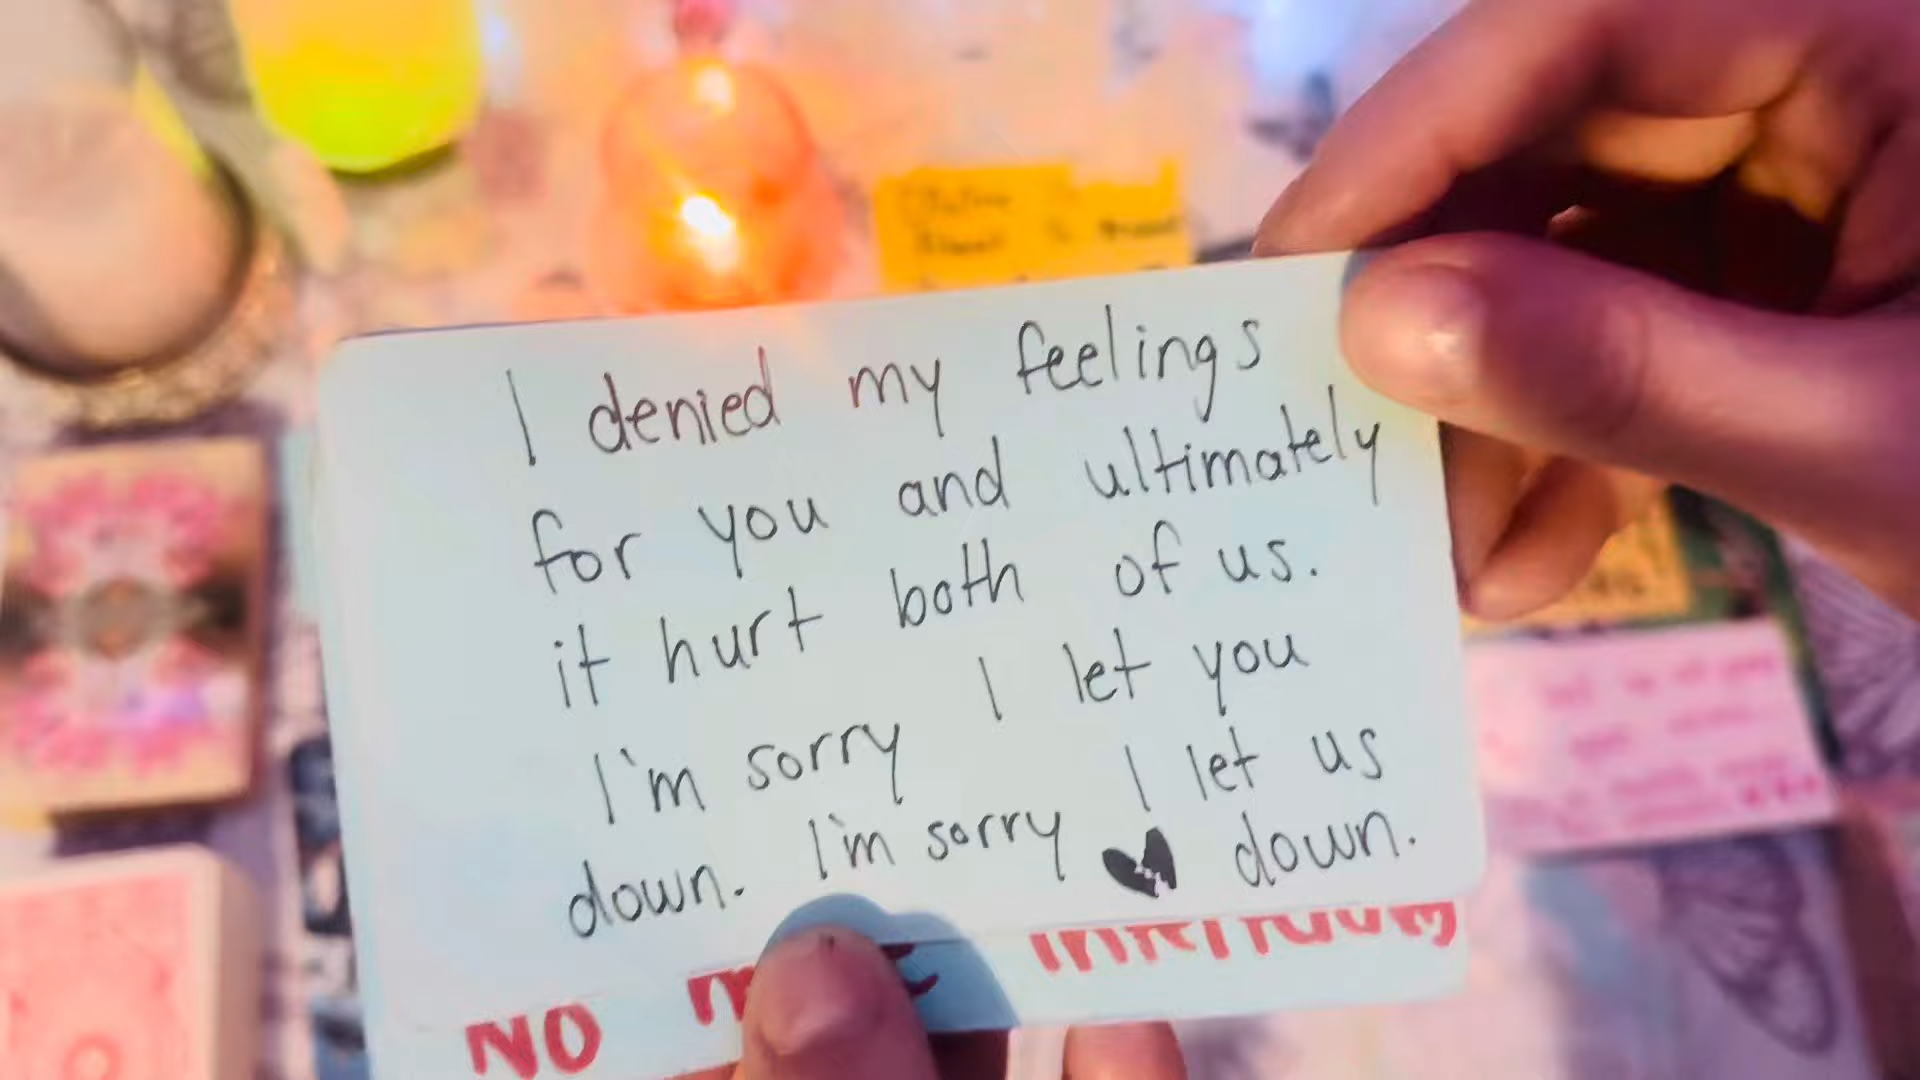 I denied my feelings
for you and ultimately
it hurt both of us.
I'm sorry I let you
down. I'm sorry I let us
down.
NO